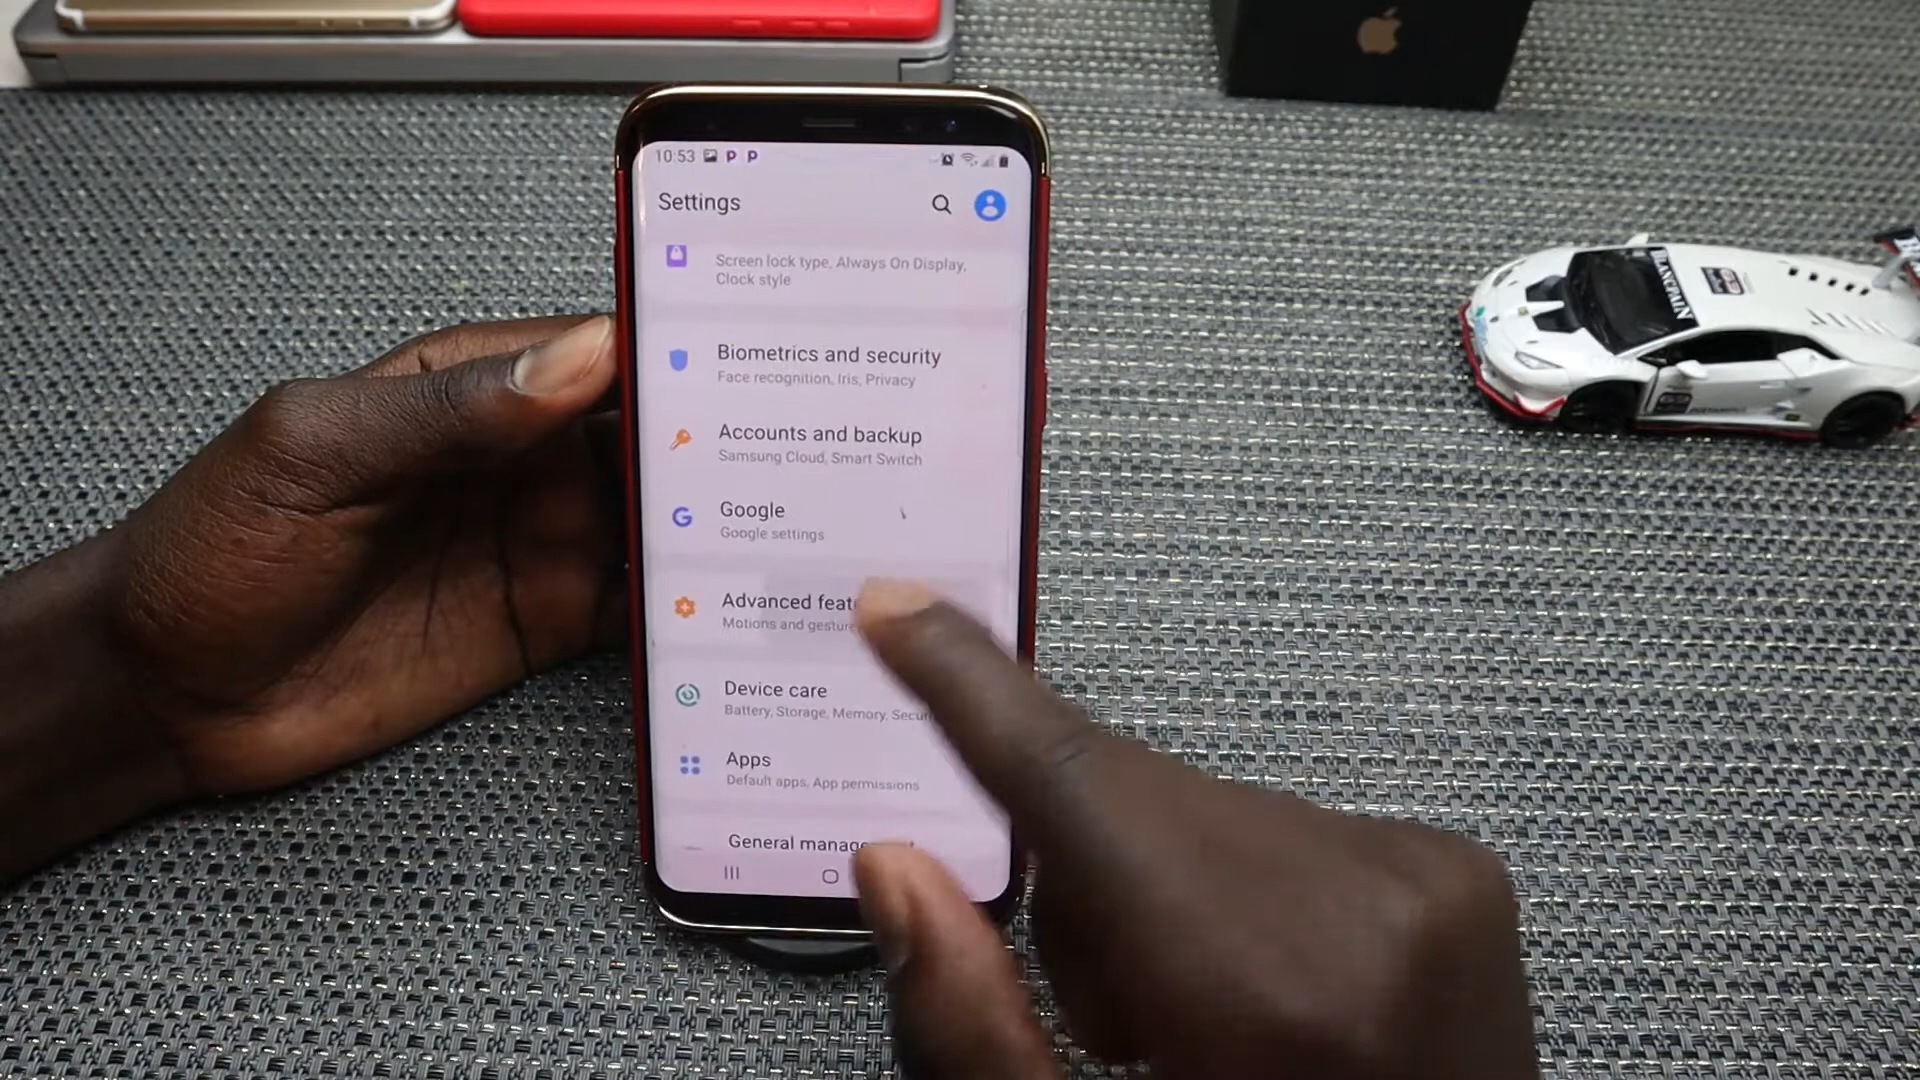 10:53 P P
Settings
Screen lock type, Always On Display,
Clock style
Biometrics and security
Face recognition, Iris, Privacy
Accounts and backup
Samsung Cloud, Smart Switch
G Google
Google settings
Advanced feat
Motions and gesture
Device care
Battery, Storage, Memory, Secur
Apps
Default apps, App permissions
General manage
BLANCPAIN